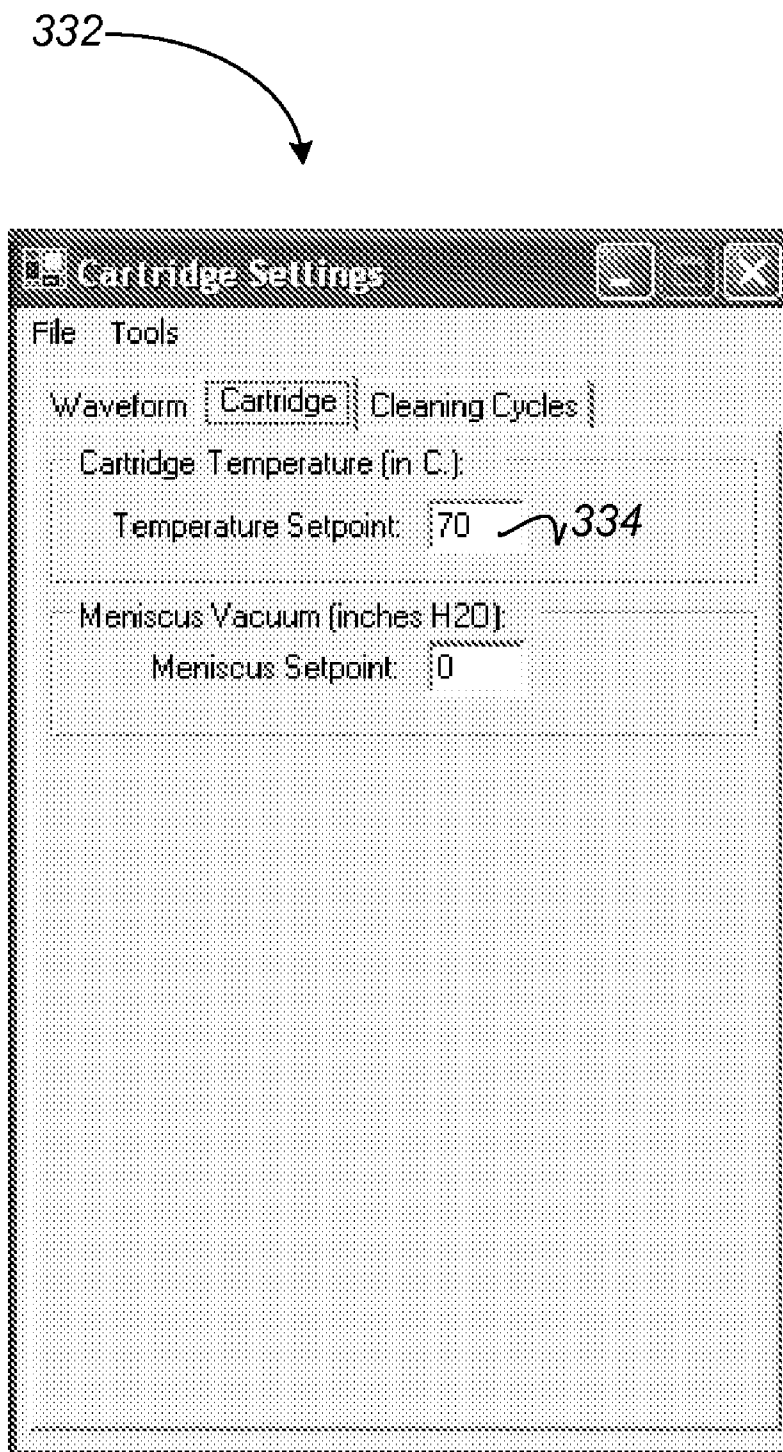 332
Cartridge Settings
File Tools
Waveform Cartridge Cleaning Cycles
Cartridge Temperature (in C.):
Temperature Setpoint: 70 334
Meniscus Vacuum (inches H2O):
Meniscus Setpoint: 0